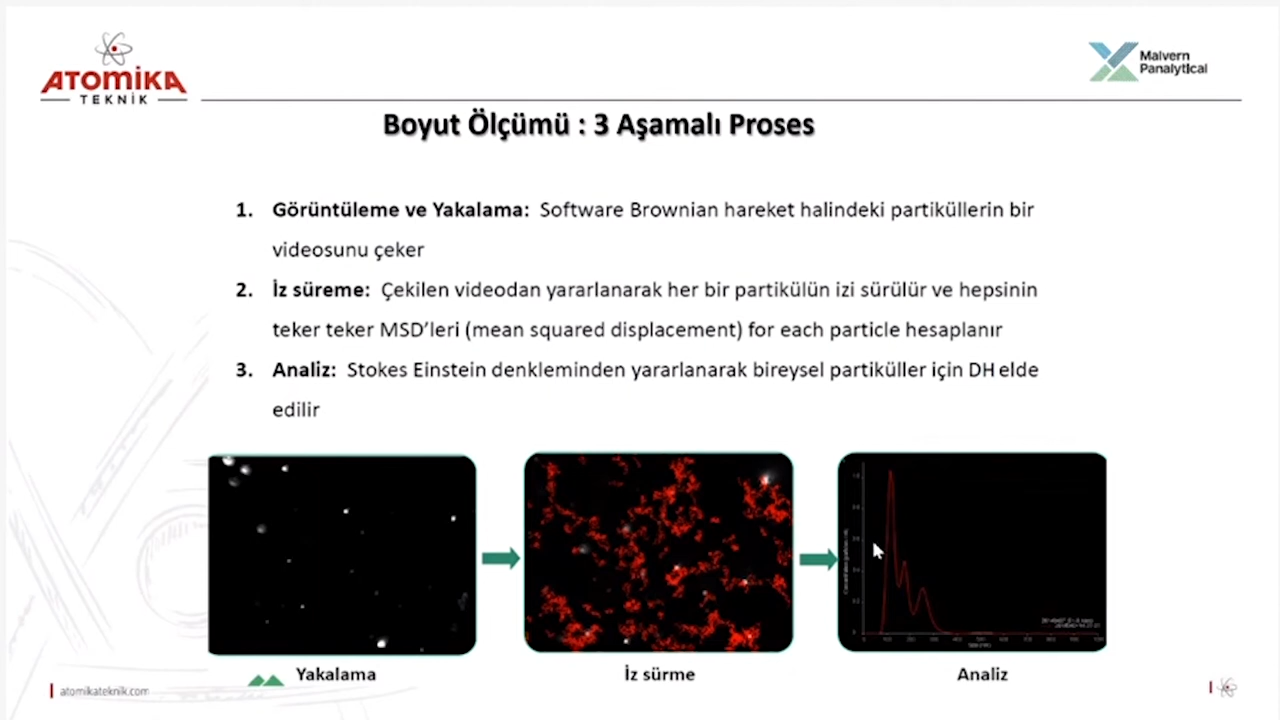 ATOMİKA
TEKNİK
Malvern
Panalytical
Boyut Ölçümü : 3 Aşamalı Proses
1. Görüntüleme ve Yakalama: Software Brownian hareket halindeki partiküllerin bir
videosunu çeker
2. İz süreme: Çekilen videodan yararlanarak her bir partikülün izi sürülür ve hepsinin
teker teker MSD’leri (mean squared displacement) for each particle hesaplanır
3. Analiz: Stokes Einstein denkleminden yararlanarak bireysel partiküller için DH elde
edilir
Yakalama
İz sürme
Analiz
atomikateknik.com